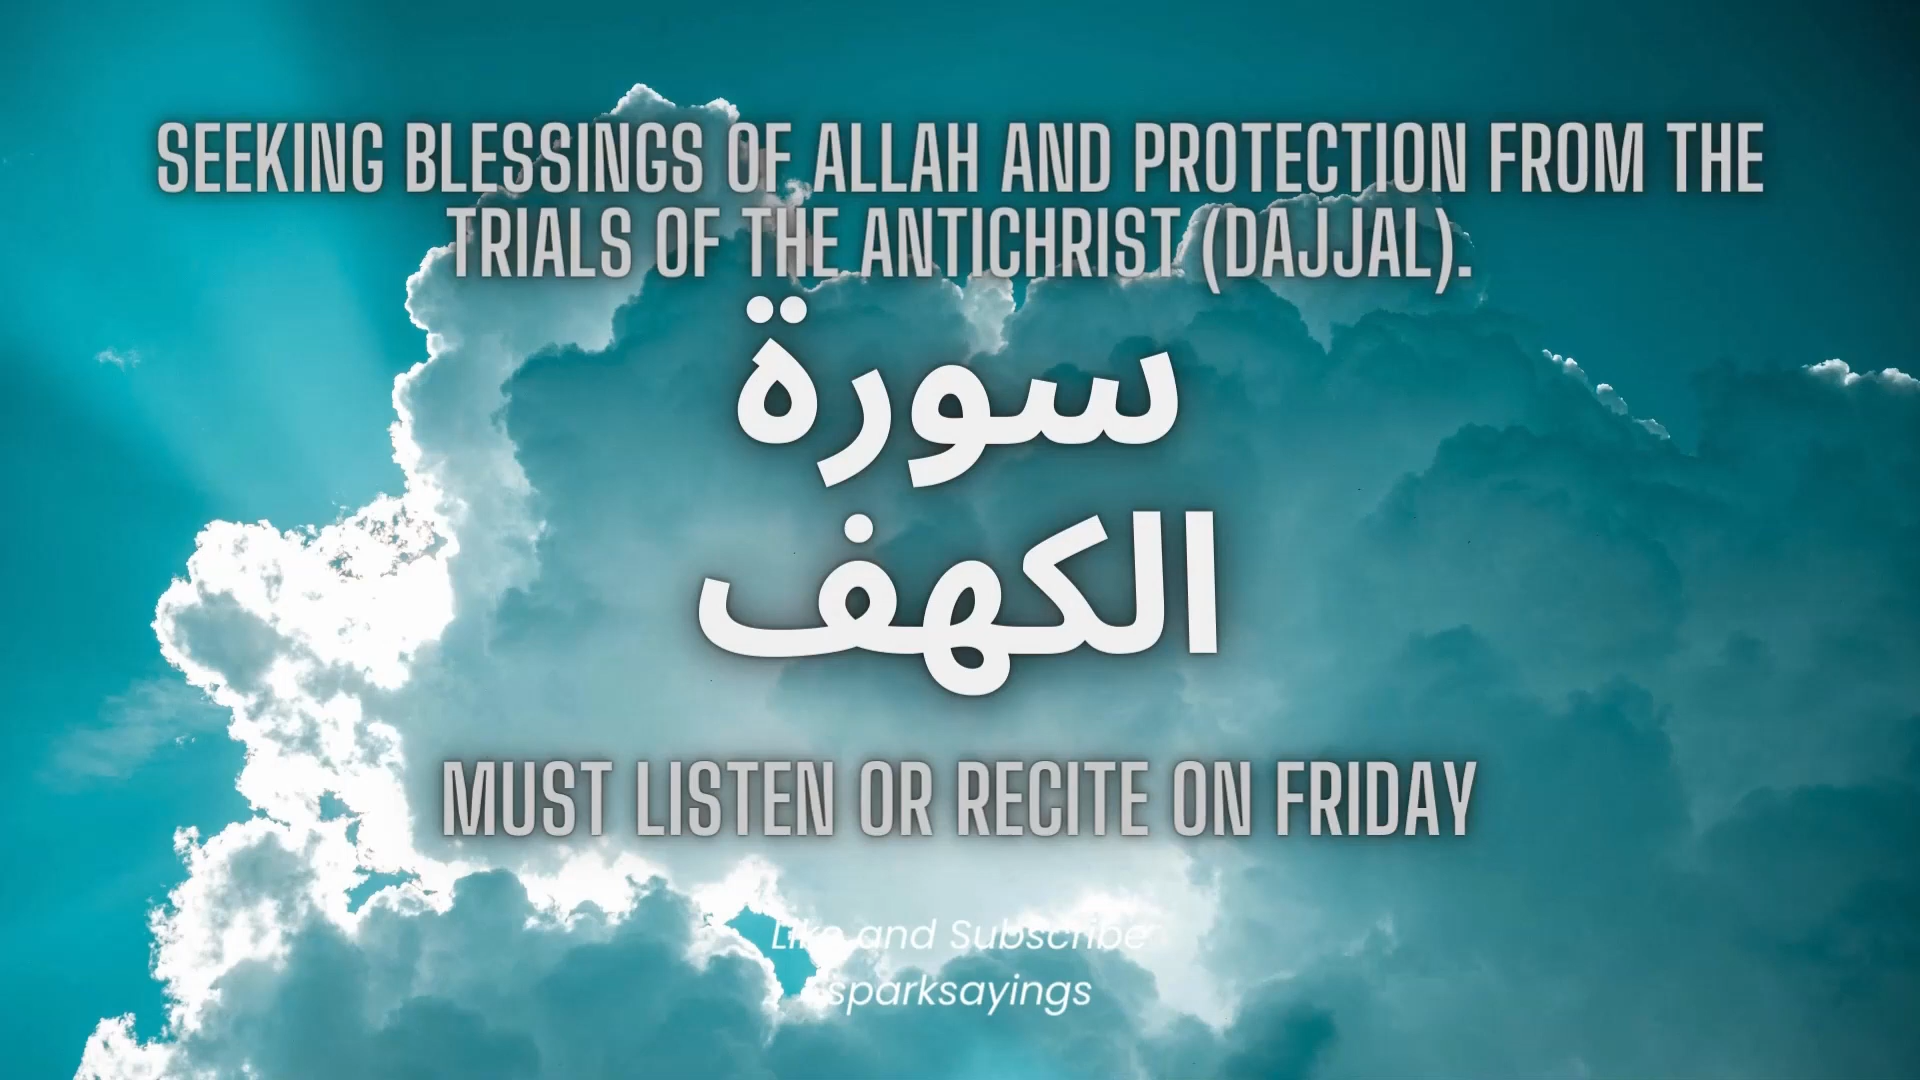 SEEKING BLESSINGS OF ALLAH AND PROTECTION FROM THE
TRIALS OF THE ANTICHRIST (DAJJAL).
سورة
الكهف
MUST LISTEN OR RECITE ON FRIDAY
Like and Subscribe
sparksayings